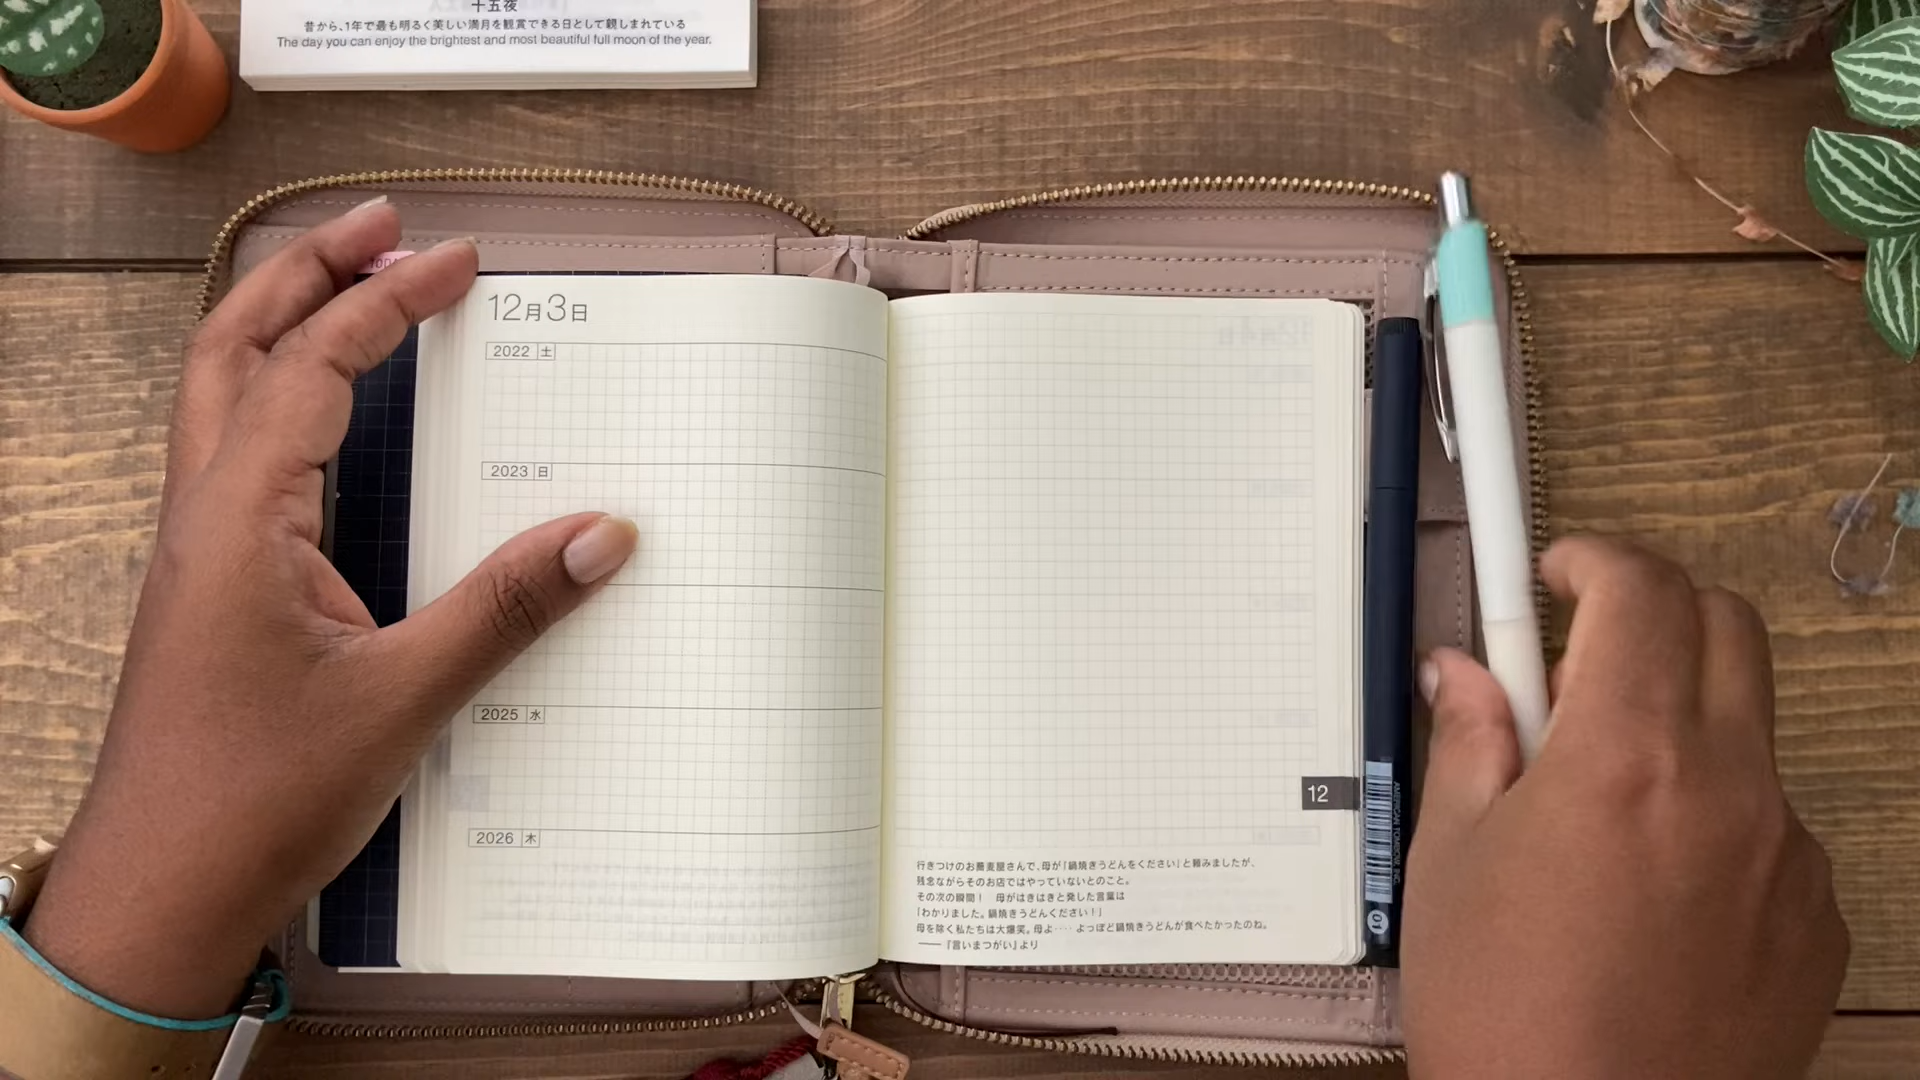 十五夜
昔から、1年で最も明るく美しい満月を観賞できる日として親しまれている
The day you can enjoy the brightest and most beautiful full moon of the year.
12月3日
2022 土
2023 日
2025 水
2026 木
12
行きつけのお蕎麦屋さんで、母が「鍋焼きうどんをください」と頼みましたが、
残念ながらそのお店ではやっていないとのこと。
その次の瞬間！　母がはきはきと発した言葉は
「わかりました。鍋焼きうどんください！」
母を除く私たちは大爆笑。母よ‥‥ よっぽど鍋焼きうどんが食べたかったのね。
──『言いまつがい』より
AMERICAN TOMBOW, INC.
01